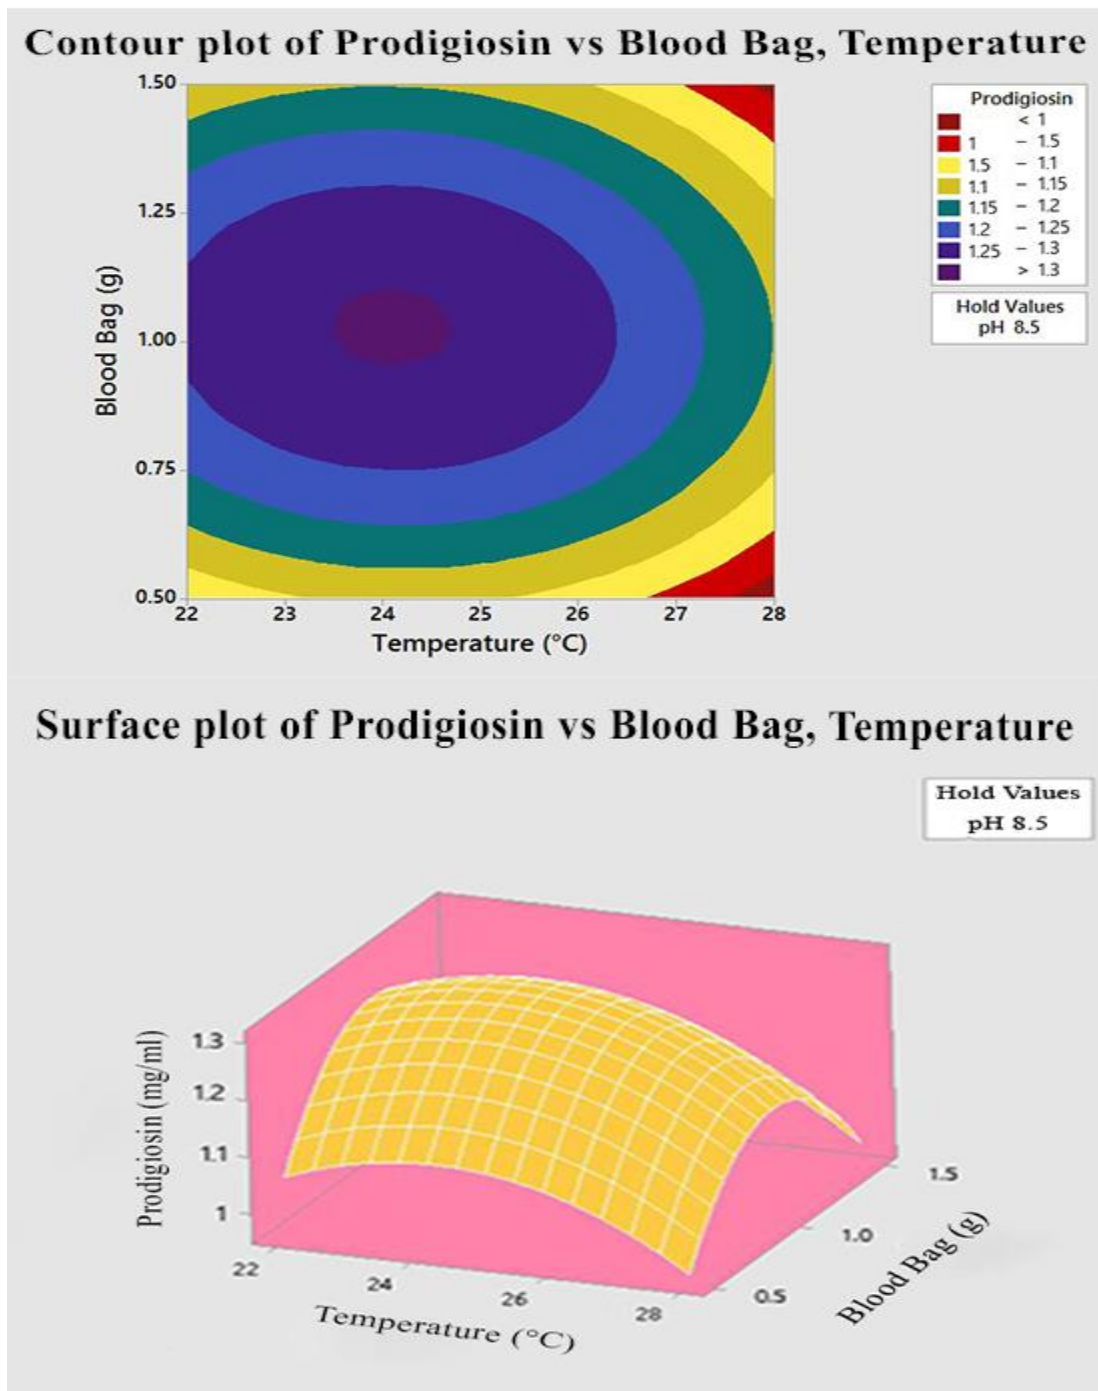 Contour plot of Prodigiosin vs Blood Bag, Temperature
1.50
1.25
1.00
0.75
0.50
Blood Bag (g)
22 23 24 25 26 27 28
Temperature (°C)
Prodigiosin
< 1
1 – 1.5
1.5 – 1.1
1.1 – 1.15
1.15 – 1.2
1.2 – 1.25
1.25 – 1.3
> 1.3
Hold Values
pH 8.5
Surface plot of Prodigiosin vs Blood Bag, Temperature
Hold Values
pH 8.5
Prodigiosin (mg/ml)
1.3
1.2
1.1
1
22
24
26
28
Temperature (°C)
0.5
1.0
1.5
Blood Bag (g)